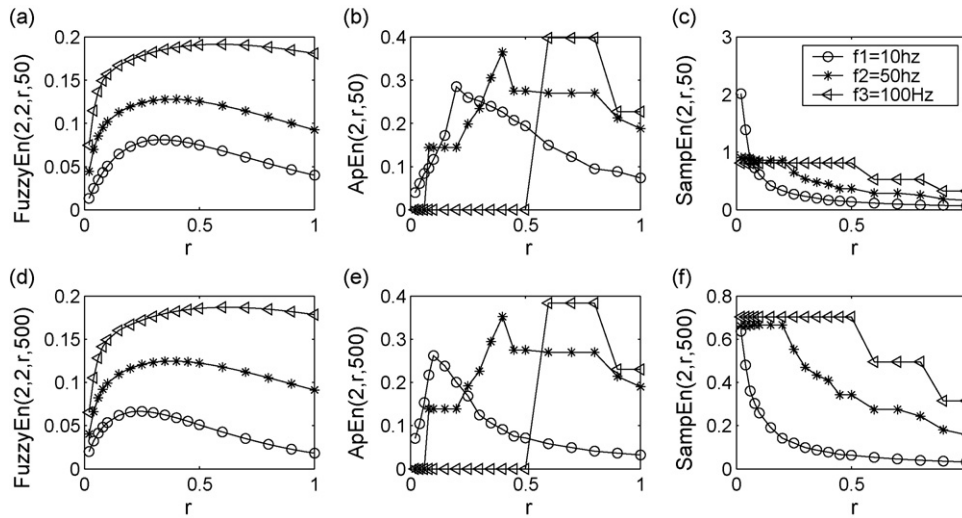 (a)
FuzzyEn(2,2,r,50)
0.2
0.15
0.1
0.05
0
0
0.5
1
r
(b)
ApEn(2,r,50)
0.4
0.3
0.2
0.1
0
0
0.5
1
r
(c)
SampEn(2,r,50)
3
2
1
0
0
0.5
r
f1=10hz
f2=50hz
f3=100Hz
(d)
FuzzyEn(2,2,r,500)
0.2
0.15
0.1
0.05
0
0
0.5
1
r
(e)
ApEn(2,r,500)
0.4
0.3
0.2
0.1
0
0
0.5
1
r
(f)
SampEn(2,r,500)
0.8
0.6
0.4
0.2
0
0
0.5
r